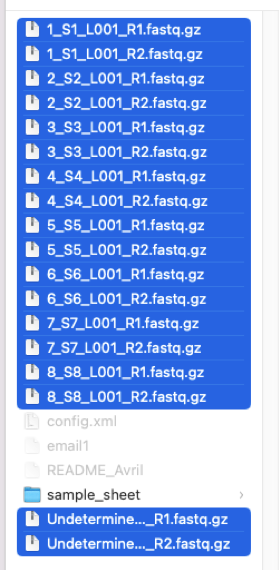 1_S1_L001_R1.fastq.gz
1_S1_L001_R2.fastq.gz
2_S2_L001_R1.fastq.gz
2_S2_L001_R2.fastq.gz
3_S3_L001_R1.fastq.gz
3_S3_L001_R2.fastq.gz
4_S4_L001_R1.fastq.gz
4_S4_L001_R2.fastq.gz
5_S5_L001_R1.fastq.gz
5_S5_L001_R2.fastq.gz
6_S6_L001_R1.fastq.gz
6_S6_L001_R2.fastq.gz
7_S7_L001_R1.fastq.gz
7_S7_L001_R2.fastq.gz
8_S8_L001_R1.fastq.gz
8_S8_L001_R2.fastq.gz
config.xml
email1
README_Avril
sample_sheet
Undetermine..._R1.fastq.gz
Undetermine..._R2.fastq.gz